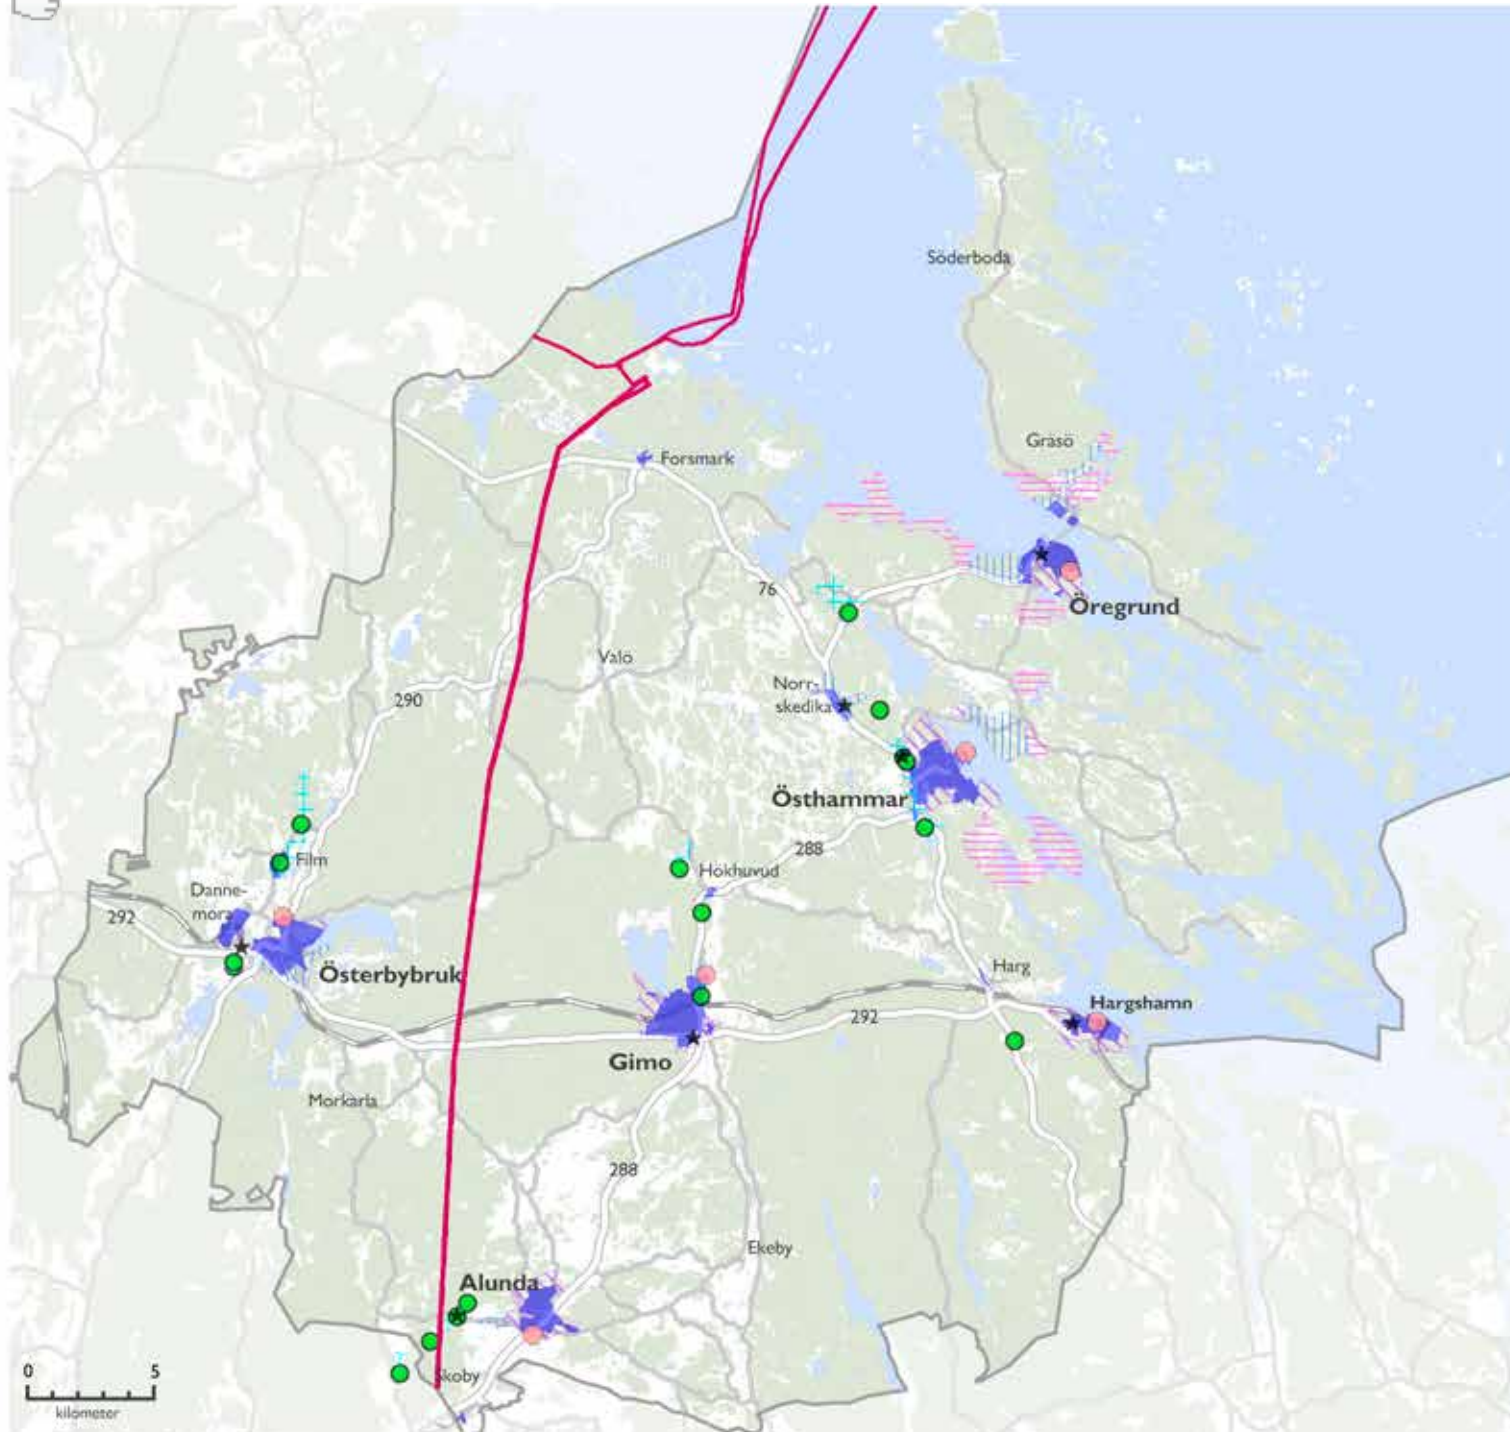 Söderboda
Gräsö
Forsmark
76
Öregrund
Valö
Norr-
skedika
290
Östhammar
288
Film
Hökhuvud
Danne-
mora
292
Österbybruk
Harg
Hargshamn
292
Gimo
Morkarla
288
Ekeby
Alunda
Skoby
0 5
kilometer